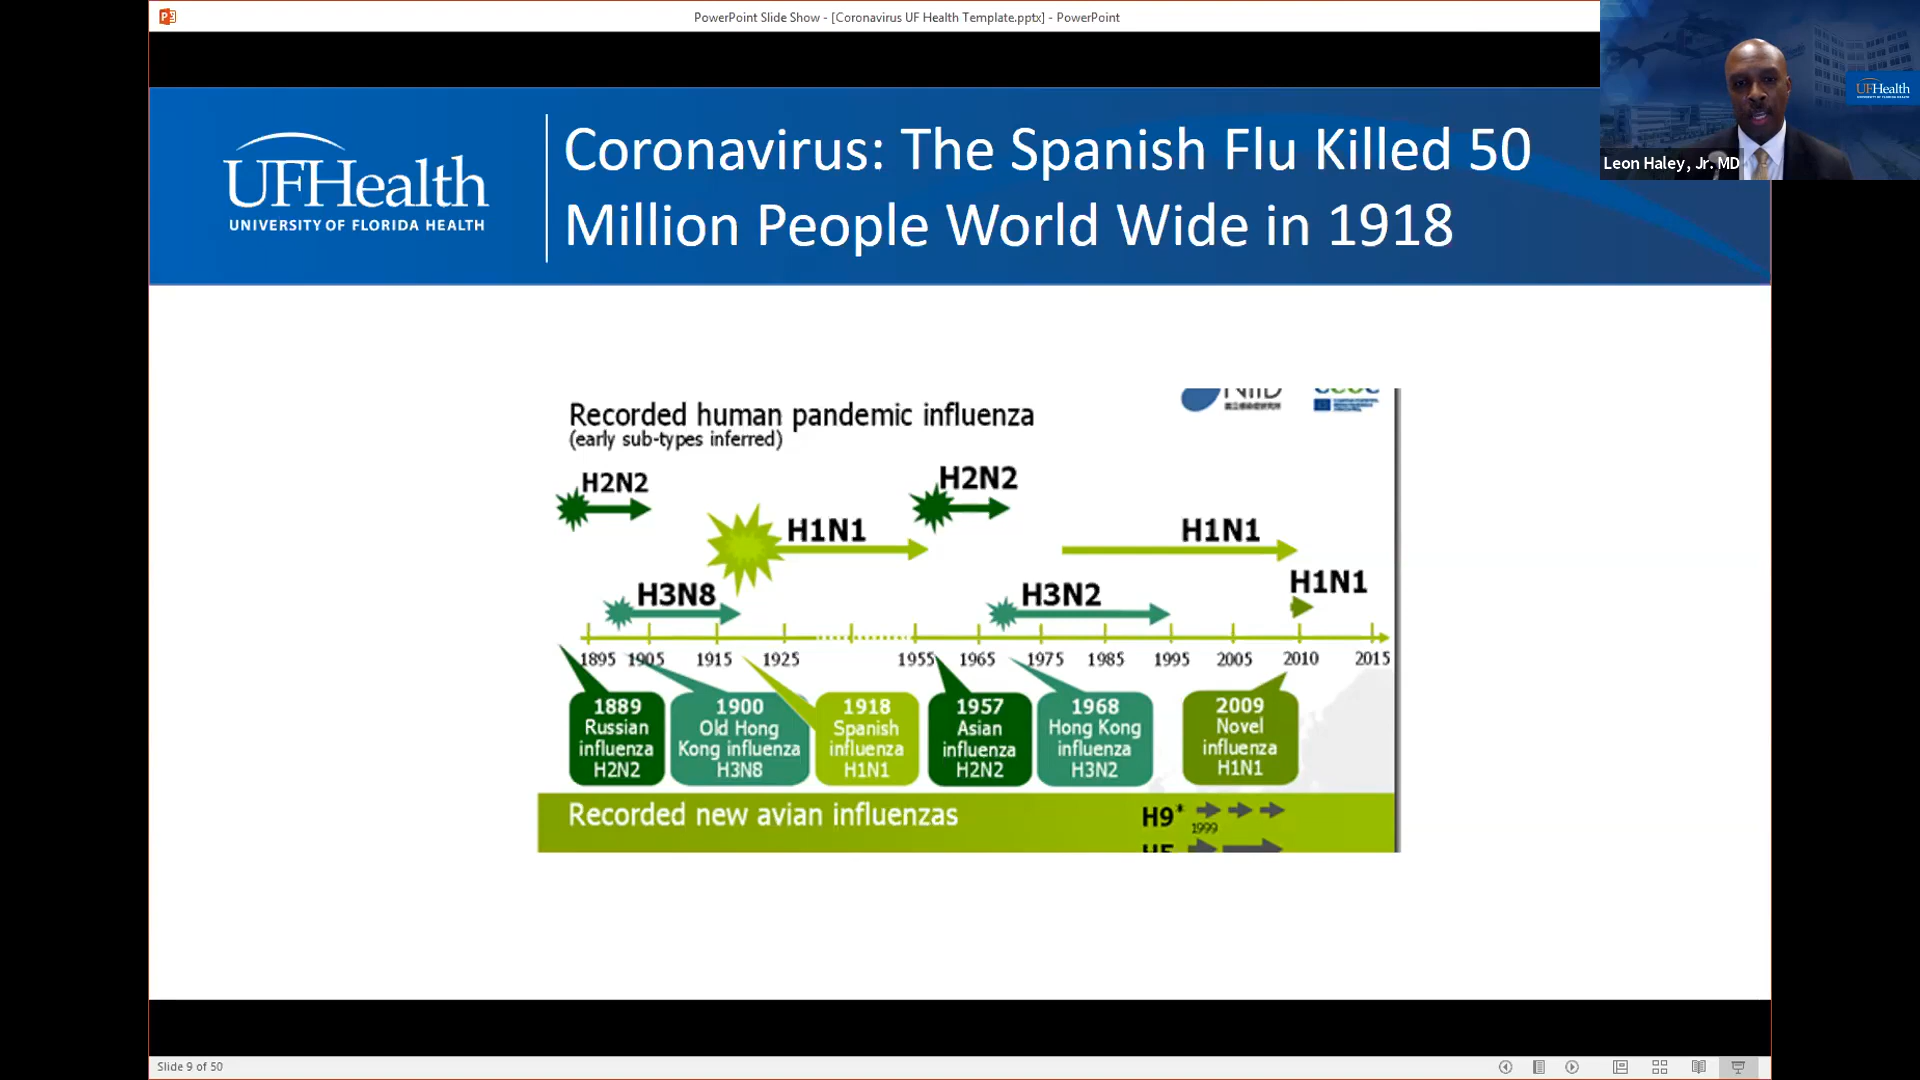 PowerPoint Slide Show - [Coronavirus UF Health Template.pptx] - PowerPoint
UFHealth
UNIVERSITY OF FLORIDA HEALTH
Coronavirus: The Spanish Flu Killed 50
Million People World Wide in 1918
UFHealth
Leon Haley, Jr. MD
Recorded human pandemic influenza
(early sub-types inferred)
NIID
H2N2
H2N2
H1N1
H1N1
H1N1
H3N8
H3N2
1895 1905 1915 1925 1955 1965 1975 1985 1995 2005 2010 2015
1889
Russian
influenza
H2N2
1900
Old Hong
Kong influenza
H3N8
1918
Spanish
influenza
H1N1
1957
Asian
influenza
H2N2
1968
Hong Kong
influenza
H3N2
2009
Novel
influenza
H1N1
Recorded new avian influenzas
H9*
1999
H5
Slide 9 of 50